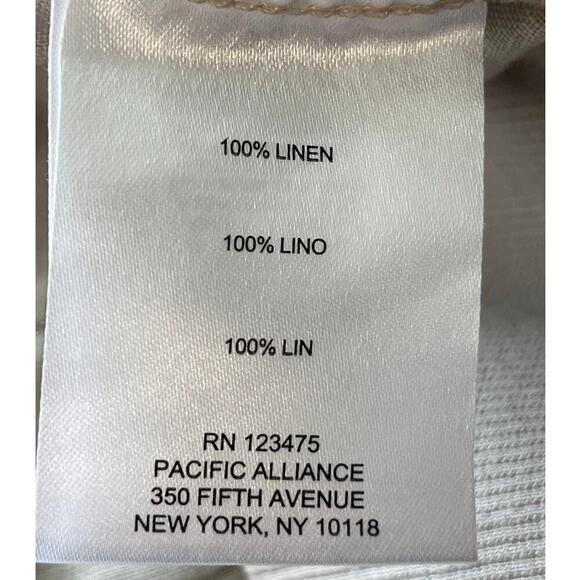 100% LINEN
100% LINO
100% LIN
RN 123475
PACIFIC ALLIANCE
350 FIFTH AVENUE
NEW YORK, NY 10118